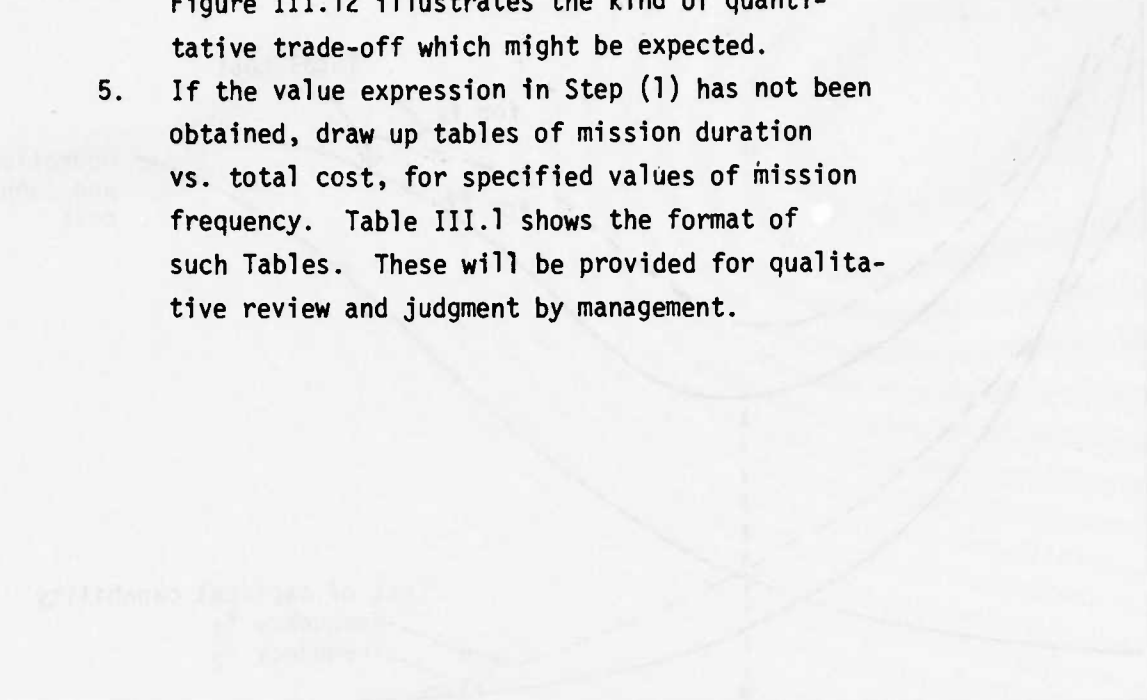 Figure III.12 illustrates the kind of quanti-
tative trade-off which might be expected.
5. If the value expression in Step (1) has not been
obtained, draw up tables of mission duration
vs. total cost, for specified values of mission
frequency. Table III.1 shows the format of
such Tables. These will be provided for qualita-
tive review and judgment by management.